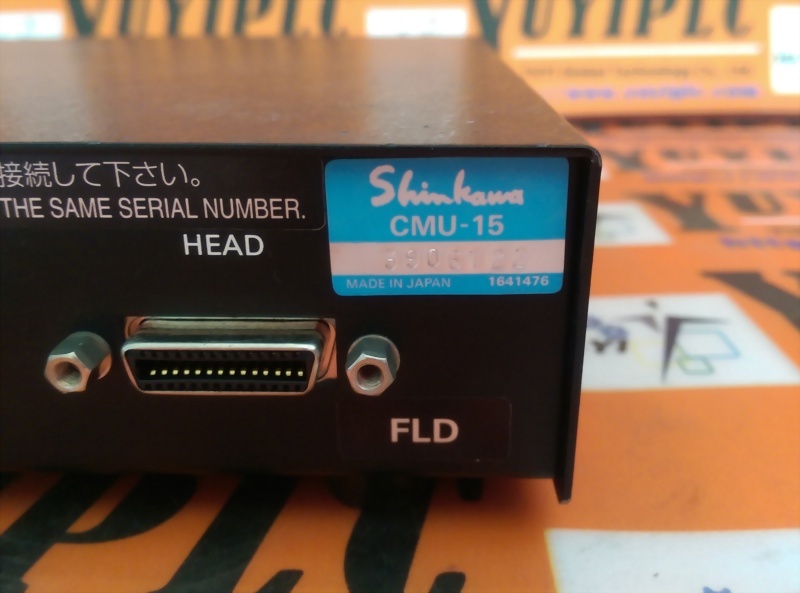 YUYIPLC
接続して下さい。
THE SAME SERIAL NUMBER.
HEAD
Shinkawa
CMU-15
MADE IN JAPAN 1641476
FLD